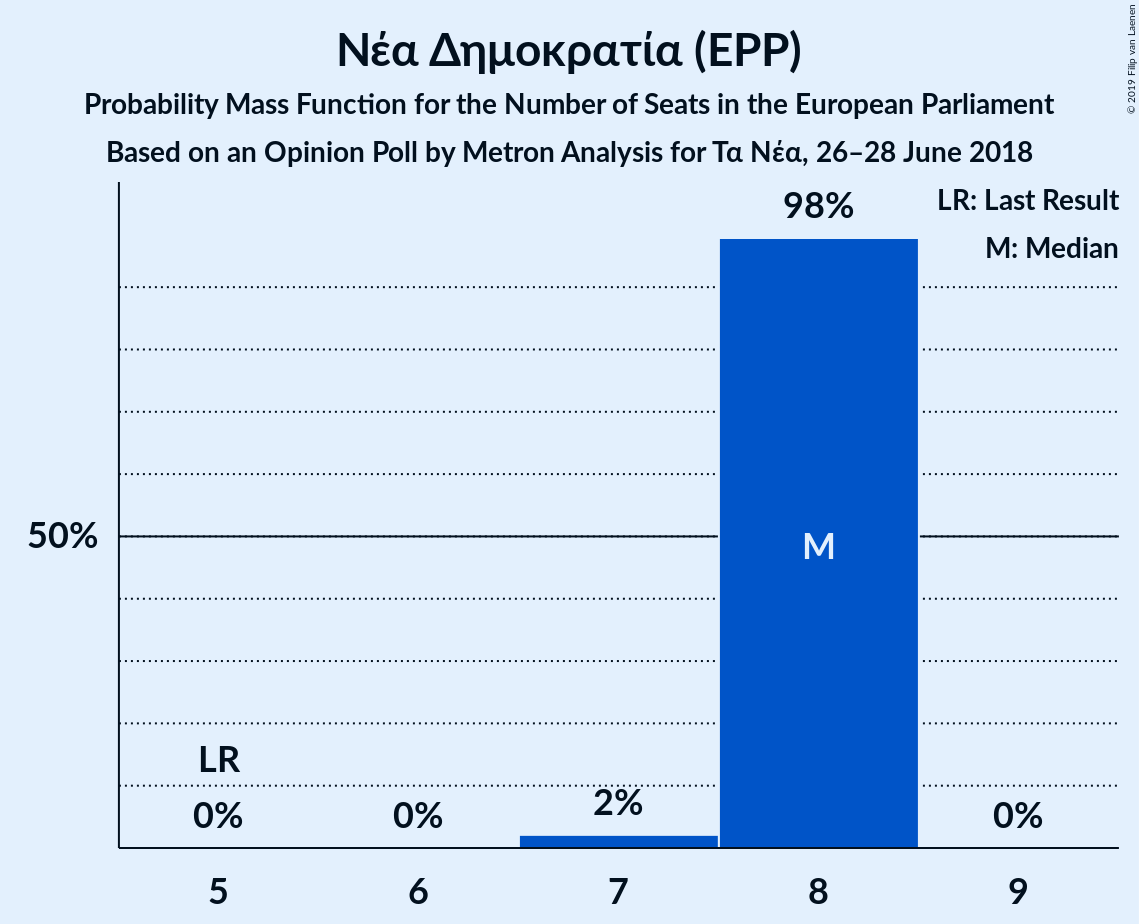 Νέα Δημοκρατία (EPP)
Probability Mass Function for the Number of Seats in the European Parliament
Based on an Opinion Poll by Metron Analysis for Τα Νέα, 26–28 June 2018
© 2019 Filip van Laenen
LR: Last Result
M: Median
98%
50%
M
LR
0%
0%
2%
0%
5
6
7
8
9